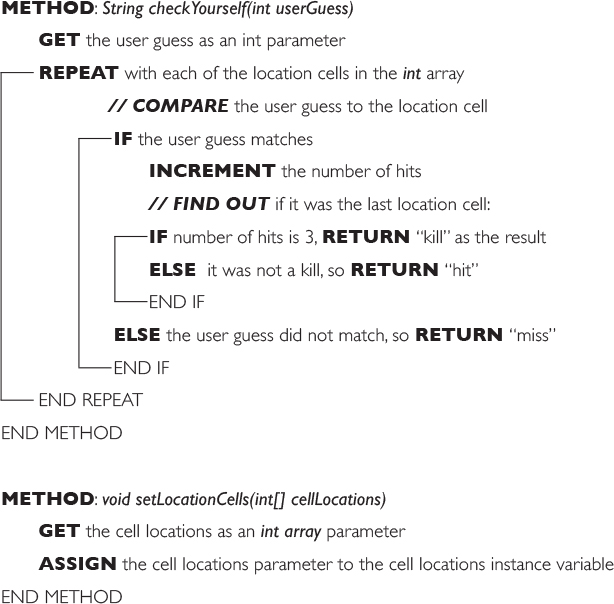 METHOD: String checkYourself(int userGuess)
GET the user guess as an int parameter
REPEAT with each of the location cells in the int array
// COMPARE the user guess to the location cell
IF the user guess matches
INCREMENT the number of hits
// FIND OUT if it was the last location cell:
IF number of hits is 3, RETURN “kill” as the result
ELSE it was not a kill, so RETURN “hit”
END IF
ELSE the user guess did not match, so RETURN “miss”
END IF
END REPEAT
END METHOD
METHOD: void setLocationCells(int[] cellLocations)
GET the cell locations as an int array parameter
ASSIGN the cell locations parameter to the cell locations instance variable
END METHOD